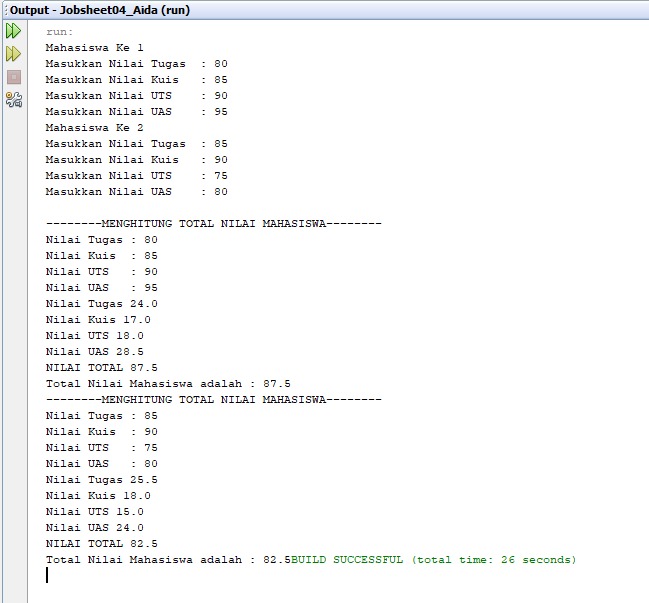 Output - Jobsheet04_Aida (run)
run:
Mahasiswa Ke 1
Masukkan Nilai Tugas  : 80
Masukkan Nilai Kuis   : 85
Masukkan Nilai UTS    : 90
Masukkan Nilai UAS    : 95
Mahasiswa Ke 2
Masukkan Nilai Tugas  : 85
Masukkan Nilai Kuis   : 90
Masukkan Nilai UTS    : 75
Masukkan Nilai UAS    : 80
--------MENGHITUNG TOTAL NILAI MAHASISWA--------
Nilai Tugas : 80
Nilai Kuis  : 85
Nilai UTS   : 90
Nilai UAS   : 95
Nilai Tugas 24.0
Nilai Kuis 17.0
Nilai UTS 18.0
Nilai UAS 28.5
NILAI TOTAL 87.5
Total Nilai Mahasiswa adalah : 87.5
--------MENGHITUNG TOTAL NILAI MAHASISWA--------
Nilai Tugas : 85
Nilai Kuis  : 90
Nilai UTS   : 75
Nilai UAS   : 80
Nilai Tugas 25.5
Nilai Kuis 18.0
Nilai UTS 15.0
Nilai UAS 24.0
NILAI TOTAL 82.5
Total Nilai Mahasiswa adalah : 82.5BUILD SUCCESSFUL (total time: 26 seconds)